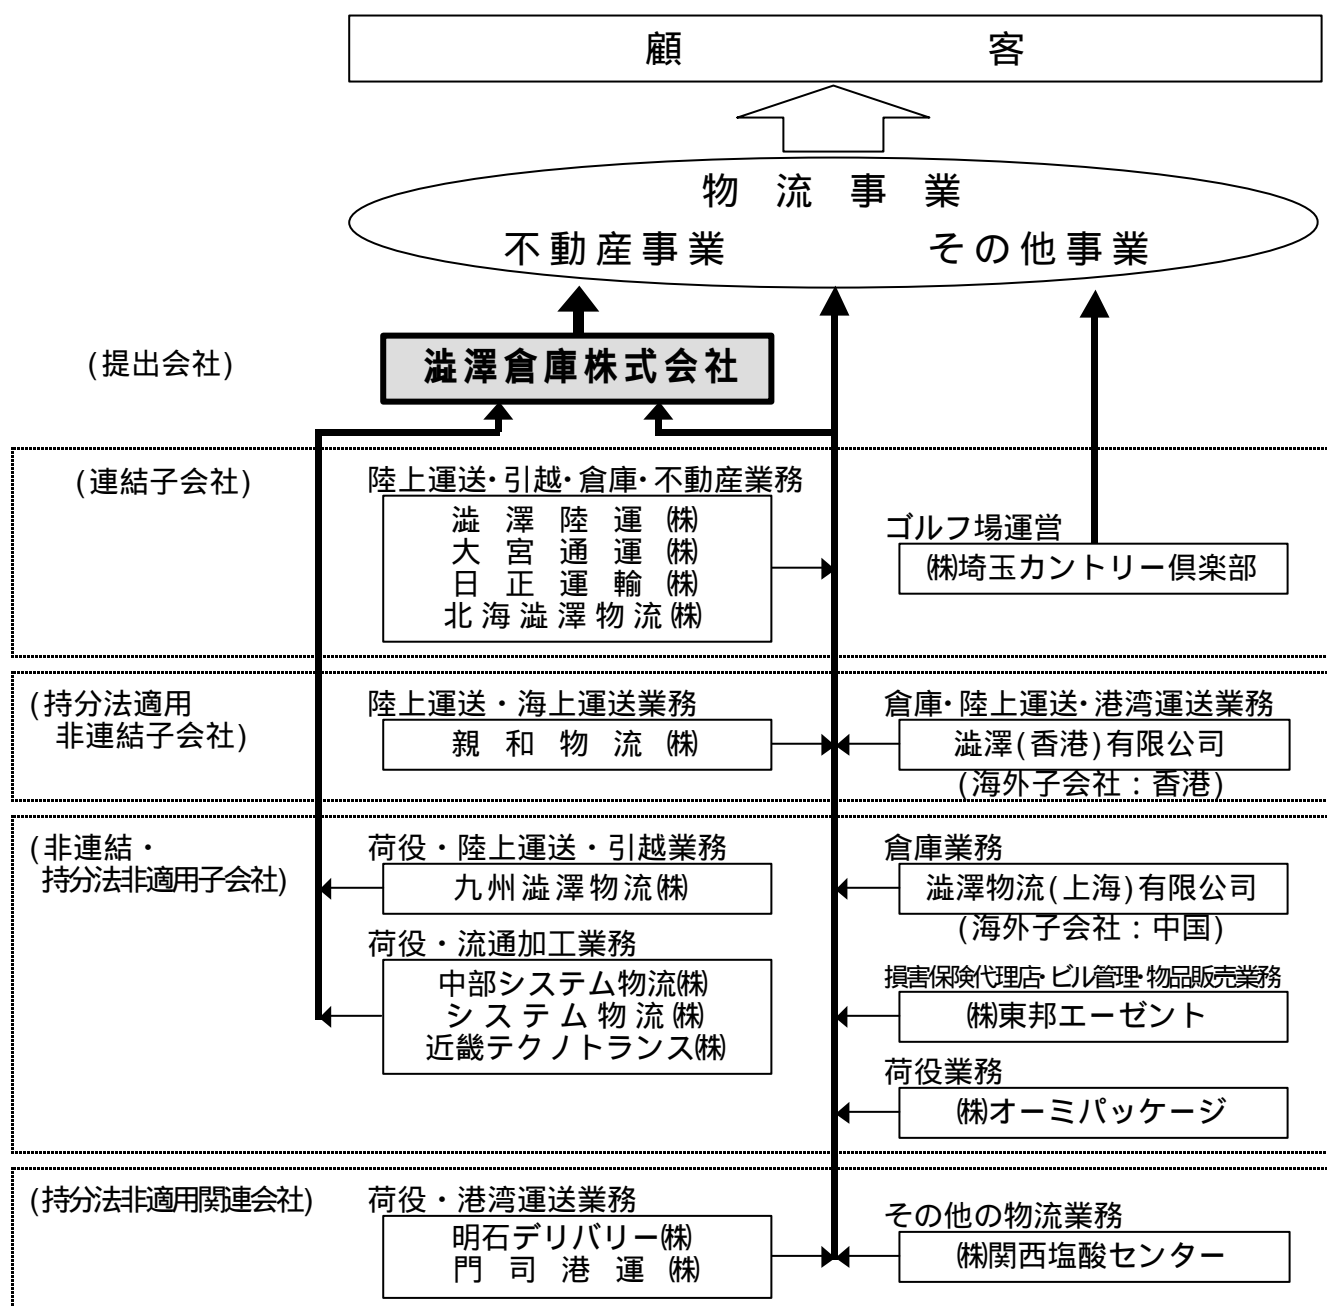 顧客
物流事業
不動産事業 その他事業
(提出会社)
澁澤倉庫株式会社
(連結子会社)
陸上運送・引越・倉庫・不動産業務
澁澤陸運㈱
大宮通運㈱
日正運輸㈱
北海澁澤物流㈱
ゴルフ場運営
㈱埼玉カントリー倶楽部
(持分法適用
非連結子会社)
陸上運送・海上運送業務
親和物流㈱
倉庫・陸上運送・港湾運送業務
澁澤(香港)有限公司
(海外子会社:香港)
(非連結・
持分法非適用子会社)
荷役・陸上運送・引越業務
九州澁澤物流㈱
荷役・流通加工業務
中部システム物流㈱
システム物流㈱
近畿テクノトランス㈱
倉庫業務
澁澤物流(上海)有限公司
(海外子会社:中国)
損害保険代理店・ビル管理・物品販売業務
㈱東邦エーゼント
荷役業務
㈱オーミパッケージ
(持分法非適用関連会社)
荷役・港湾運送業務
明石デリバリー㈱
門司港運㈱
その他の物流業務
㈱関西塩酸センター